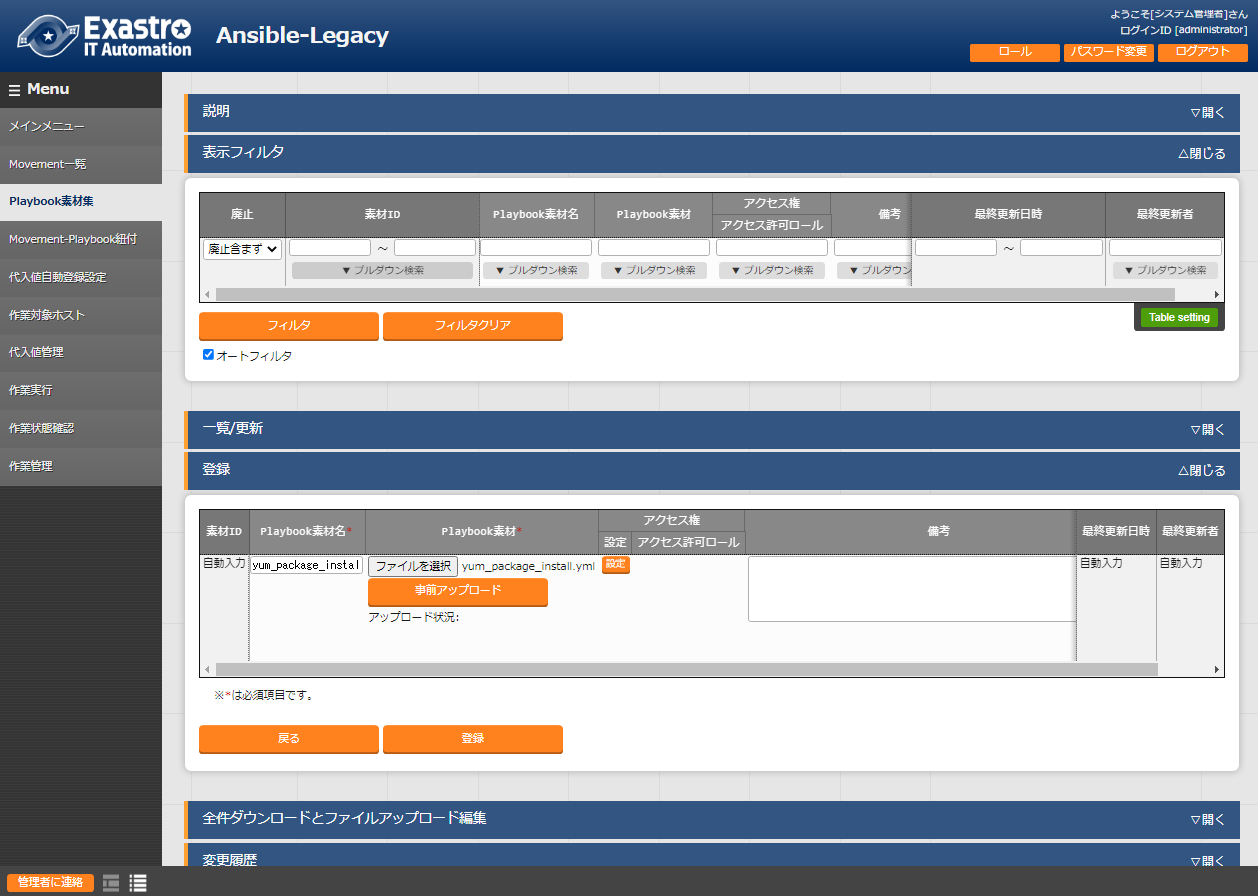 Exastro
IT Automation
Ansible-Legacy
ようこそ[システム管理者]さん
ログインID [administrator]
ロール パスワード変更 ログアウト
Menu
メインメニュー
Movement一覧
Playbook素材集
Movement-Playbook紐付
代入値自動登録設定
作業対象ホスト
代入値管理
作業実行
作業状態確認
作業管理
説明 ▽開く
表示フィルタ △閉じる
廃止 素材ID Playbook素材名 Playbook素材 アクセス権 備考 最終更新日時 最終更新者
アクセス許可ロール
廃止含まず ～ ～
▼プルダウン検索 ▼プルダウン検索 ▼プルダウン検索 ▼プルダウン検索 ▼プルダウン ▼プルダウン検索
フィルタ フィルタクリア Table setting
オートフィルタ
一覧/更新 ▽開く
登録 △閉じる
素材ID Playbook素材名* Playbook素材* アクセス権 備考 最終更新日時 最終更新者
設定 アクセス許可ロール
自動入力 yum_package_instal ファイルを選択 yum_package_install.yml 設定 自動入力 自動入力
事前アップロード
アップロード状況:
※*は必須項目です。
戻る 登録
全件ダウンロードとファイルアップロード編集 ▽開く
変更履歴 ▽開く
管理者に連絡